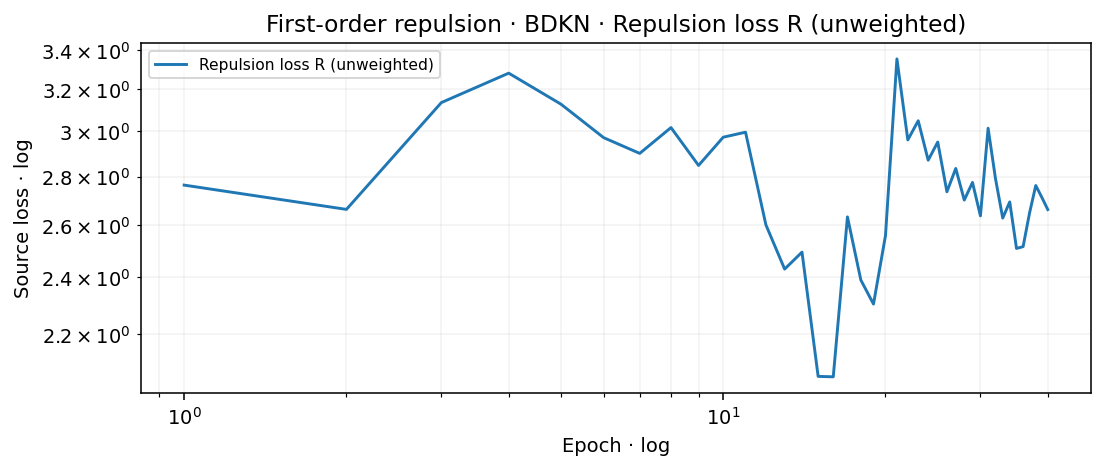 First-order repulsion · BDKN · Repulsion loss R (unweighted)
Repulsion loss R (unweighted)
Source loss · log
3.4 × 10⁰
3.2 × 10⁰
3 × 10⁰
2.8 × 10⁰
2.6 × 10⁰
2.4 × 10⁰
2.2 × 10⁰
10⁰
10¹
Epoch · log